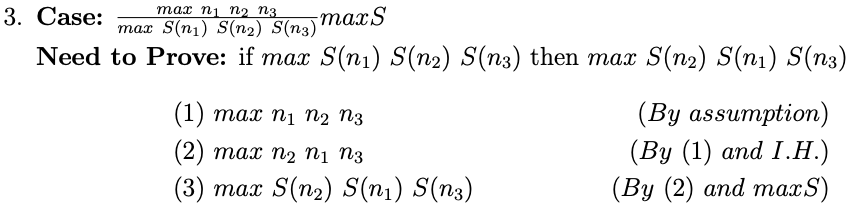 3. Case: max n₁ n₂ n₃ / max S(n₁) S(n₂) S(n₃) maxS
Need to Prove: if max S(n₁) S(n₂) S(n₃) then max S(n₂) S(n₁) S(n₃)
(1) max n₁ n₂ n₃ (By assumption)
(2) max n₂ n₁ n₃ (By (1) and I.H.)
(3) max S(n₂) S(n₁) S(n₃) (By (2) and maxS)